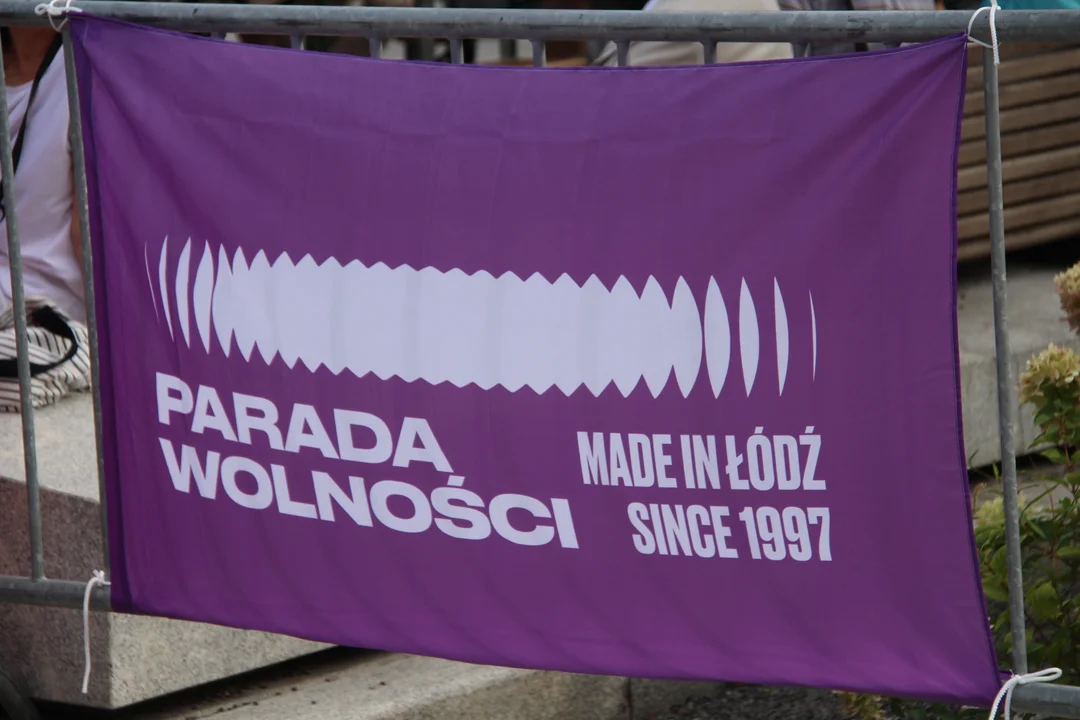 PARADA
WOLNOŚCI
MADE IN ŁÓDŹ
SINCE 1997